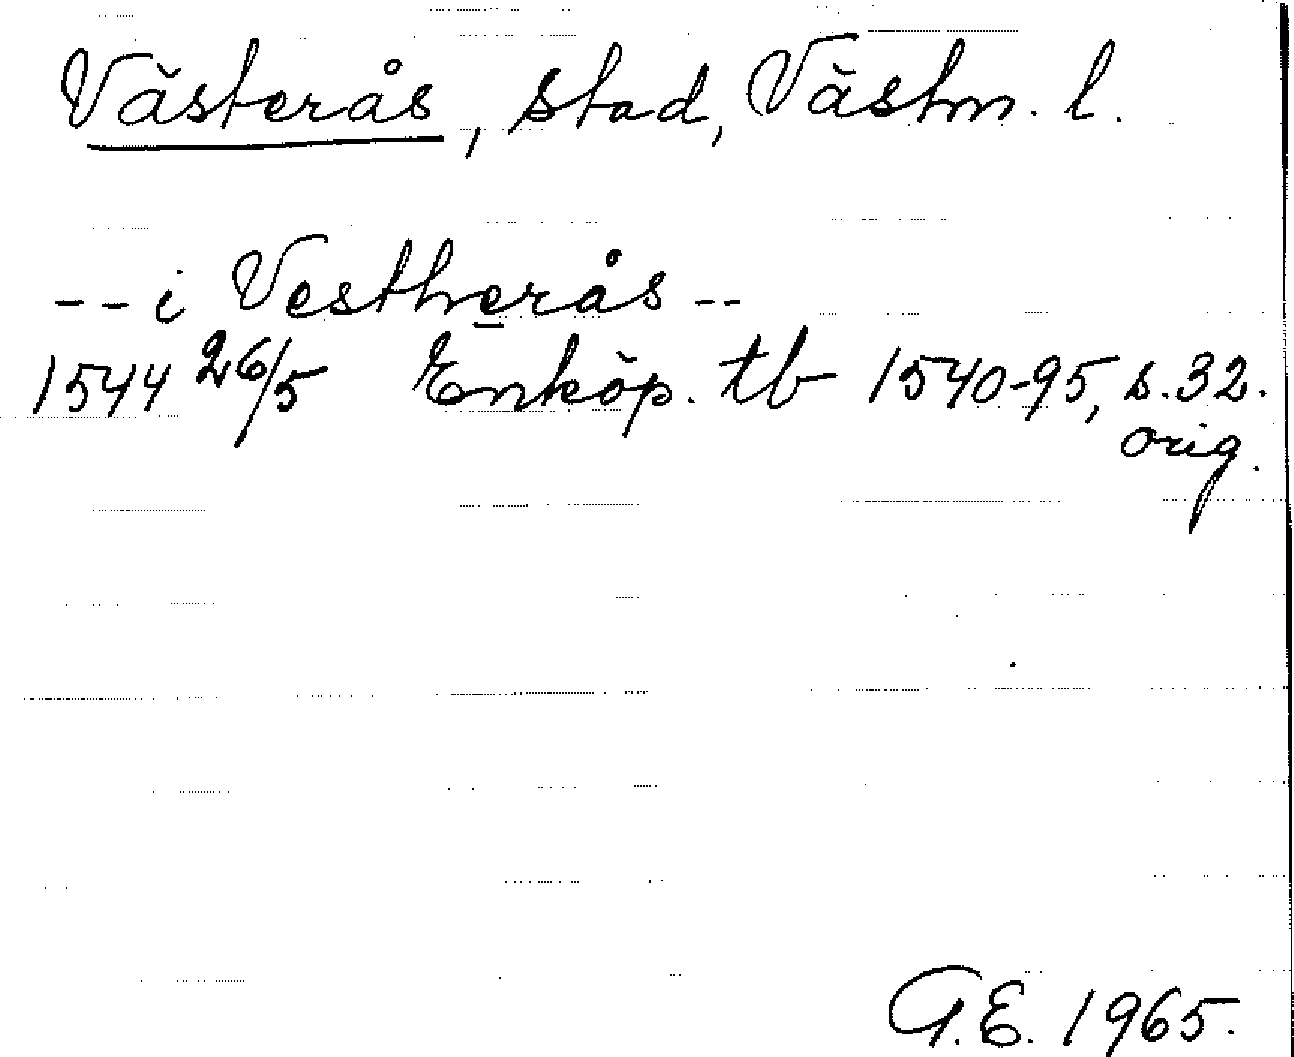 Västerås, stad, Västm. l.
-- i Vestherås --
1544 26/5 Enköp. tb 1540-95, s. 32.
orig.
G.E. 1965.